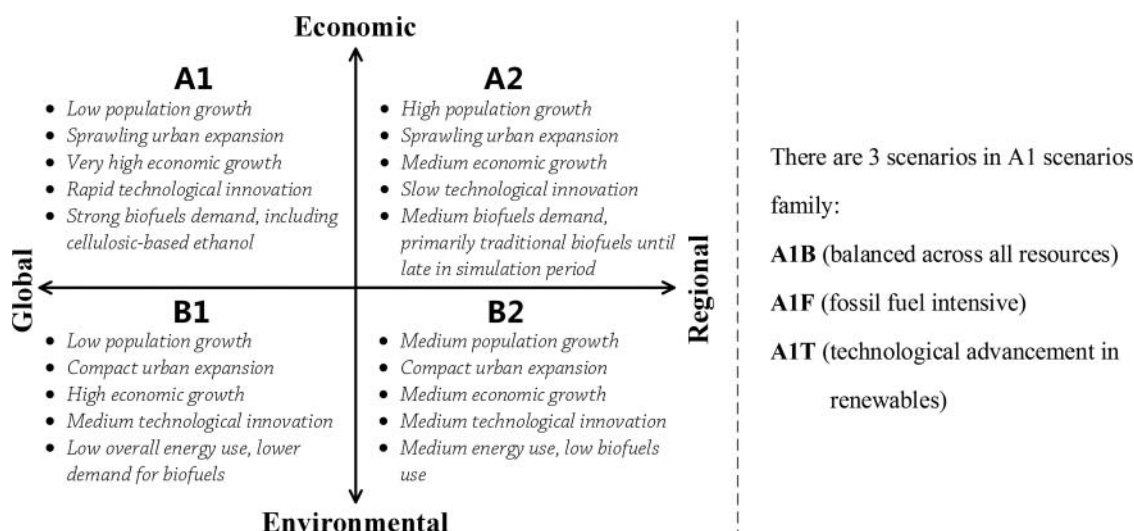 Economic
A1
• Low population growth
• Sprawling urban expansion
• Very high economic growth
• Rapid technological innovation
• Strong biofuels demand, including
cellulosic-based ethanol
A2
• High population growth
• Sprawling urban expansion
• Medium economic growth
• Slow technological innovation
• Medium biofuels demand,
primarily traditional biofuels until
late in simulation period
Global
Regional
B1
• Low population growth
• Compact urban expansion
• High economic growth
• Medium technological innovation
• Low overall energy use, lower
demand for biofuels
B2
• Medium population growth
• Compact urban expansion
• Medium economic growth
• Medium technological innovation
• Medium energy use, low biofuels
use
Environmental
There are 3 scenarios in A1 scenarios
family:
A1B (balanced across all resources)
A1F (fossil fuel intensive)
A1T (technological advancement in
renewables)